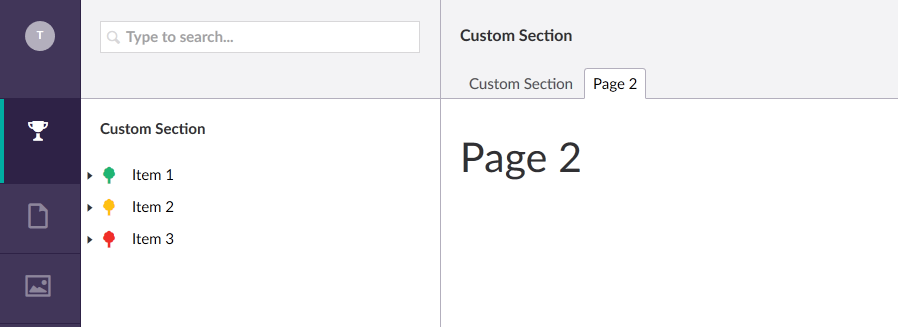 T
Type to search...
Custom Section
Item 1
Item 2
Item 3
Custom Section
Custom Section
Page 2
Page 2